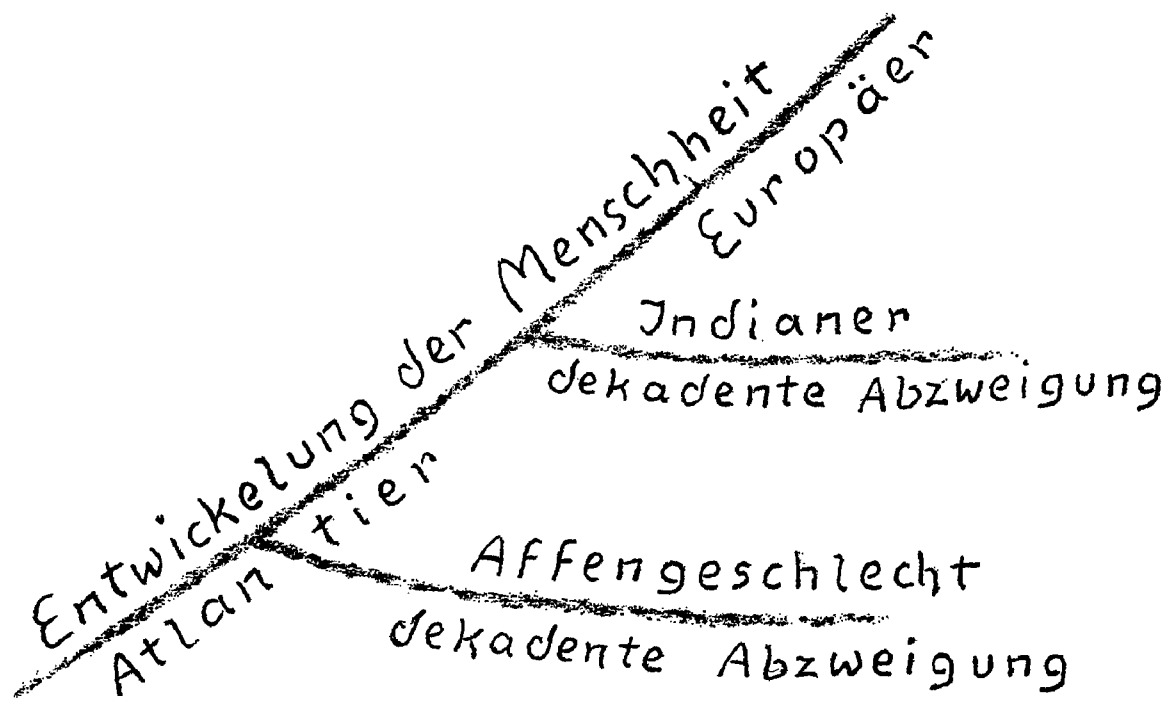 Entwickelung der Menschheit
Europäer
Indianer
dekadente Abzweigung
Atlantier
Affengeschlecht
dekadente Abzweigung